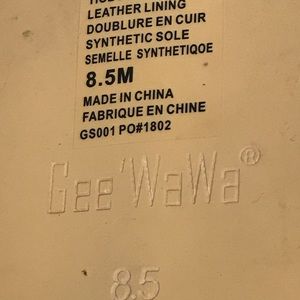 LEATHER LINING
DOUBLURE EN CUIR
SYNTHETIC SOLE
SEMELLE SYNTHETIQOE
8.5M
MADE IN CHINA
FABRIQUE EN CHINE
GS001 PO#1802
Gee'WaWa®
8.5